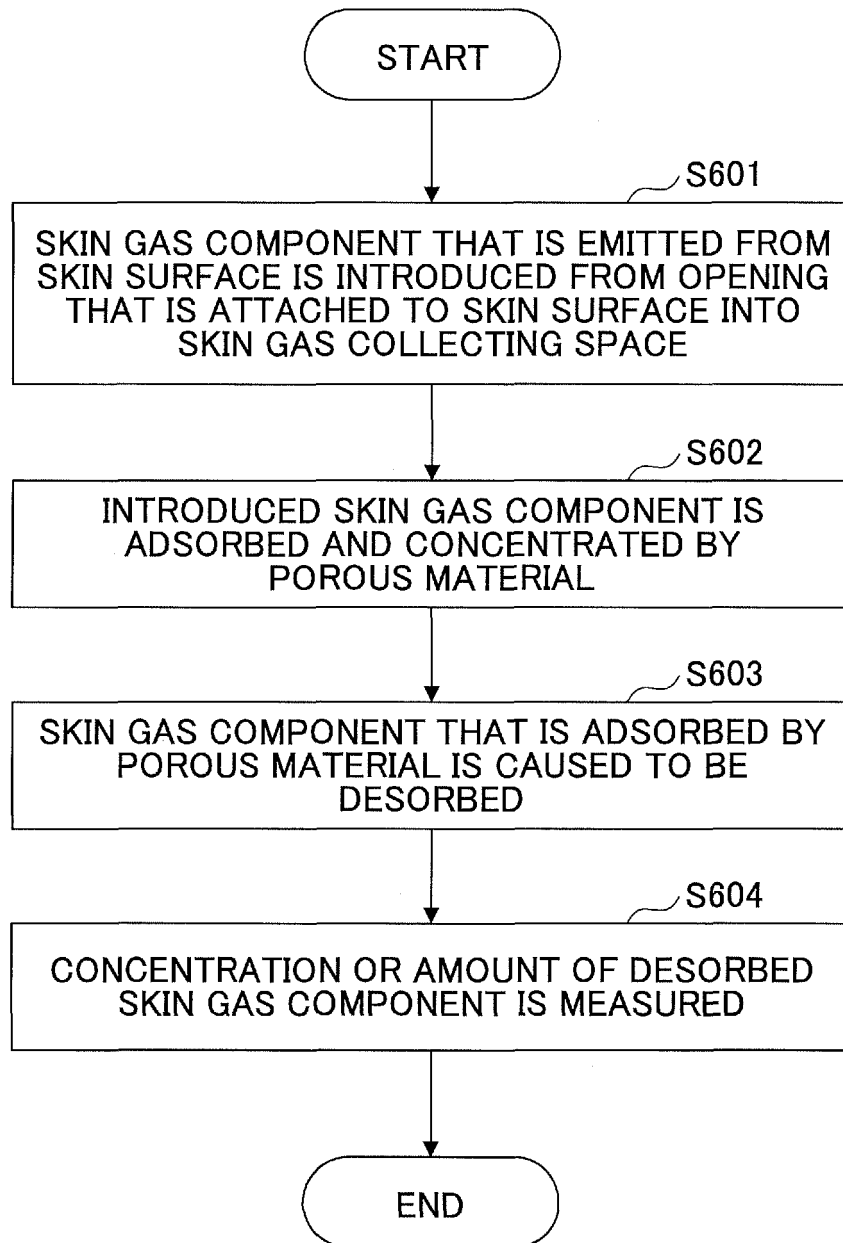 START
S601
SKIN GAS COMPONENT THAT IS EMITTED FROM
SKIN SURFACE IS INTRODUCED FROM OPENING
THAT IS ATTACHED TO SKIN SURFACE INTO
SKIN GAS COLLECTING SPACE
S602
INTRODUCED SKIN GAS COMPONENT IS
ADSORBED AND CONCENTRATED BY
POROUS MATERIAL
S603
SKIN GAS COMPONENT THAT IS ADSORBED BY
POROUS MATERIAL IS CAUSED TO BE
DESORBED
S604
CONCENTRATION OR AMOUNT OF DESORBED
SKIN GAS COMPONENT IS MEASURED
END